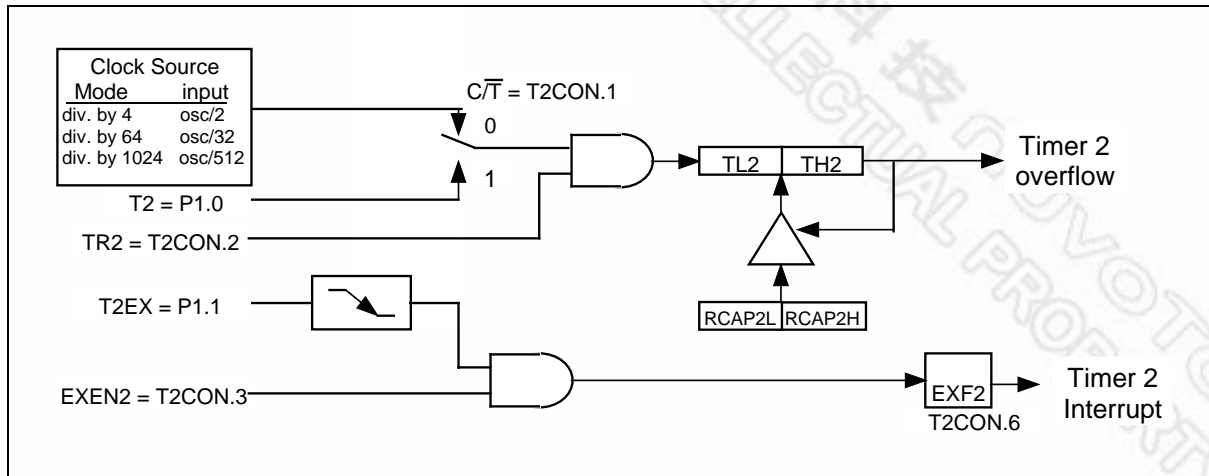 Clock Source
Mode input
div. by 4 osc/2
div. by 64 osc/32
div. by 1024 osc/512
C/T̅ = T2CON.1
0
1
T2 = P1.0
TR2 = T2CON.2
TL2 TH2
Timer 2
overflow
T2EX = P1.1
RCAP2L RCAP2H
EXEN2 = T2CON.3
EXF2
T2CON.6
Timer 2
Interrupt